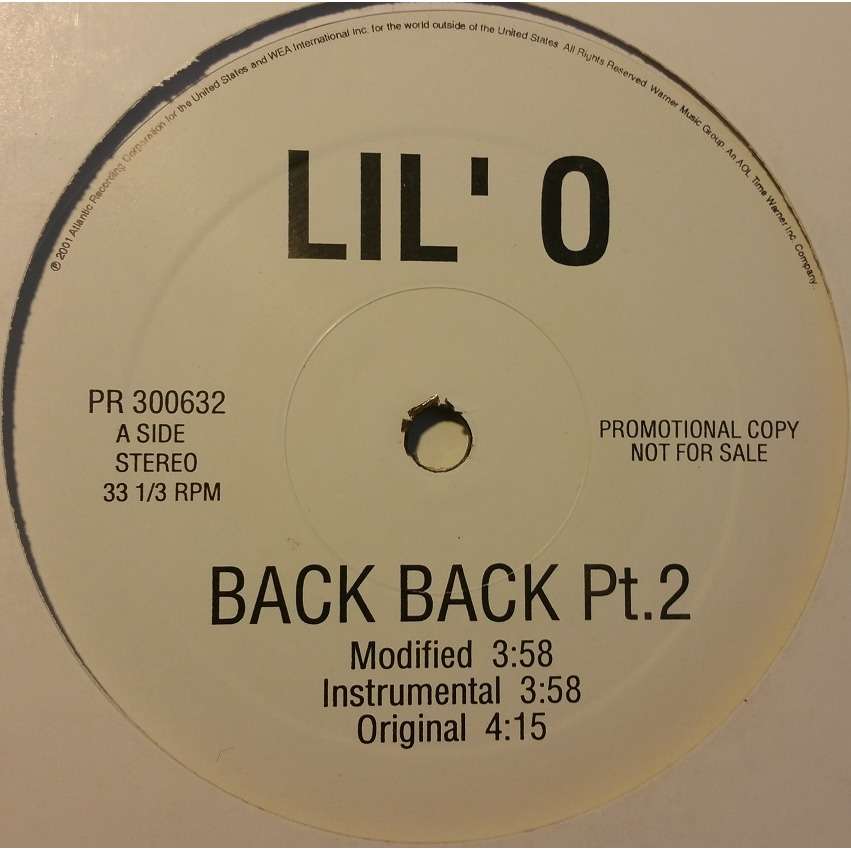 ℗ 2001 Atlantic Recording Corporation for the United States and WEA International Inc. for the world outside of the United States. All Rights Reserved. Warner Music Group. An AOL Time Warner Inc. Company.
LIL' O
PR 300632
A SIDE
STEREO
33 1/3 RPM
PROMOTIONAL COPY
NOT FOR SALE
BACK BACK Pt.2
Modified 3:58
Instrumental 3:58
Original 4:15